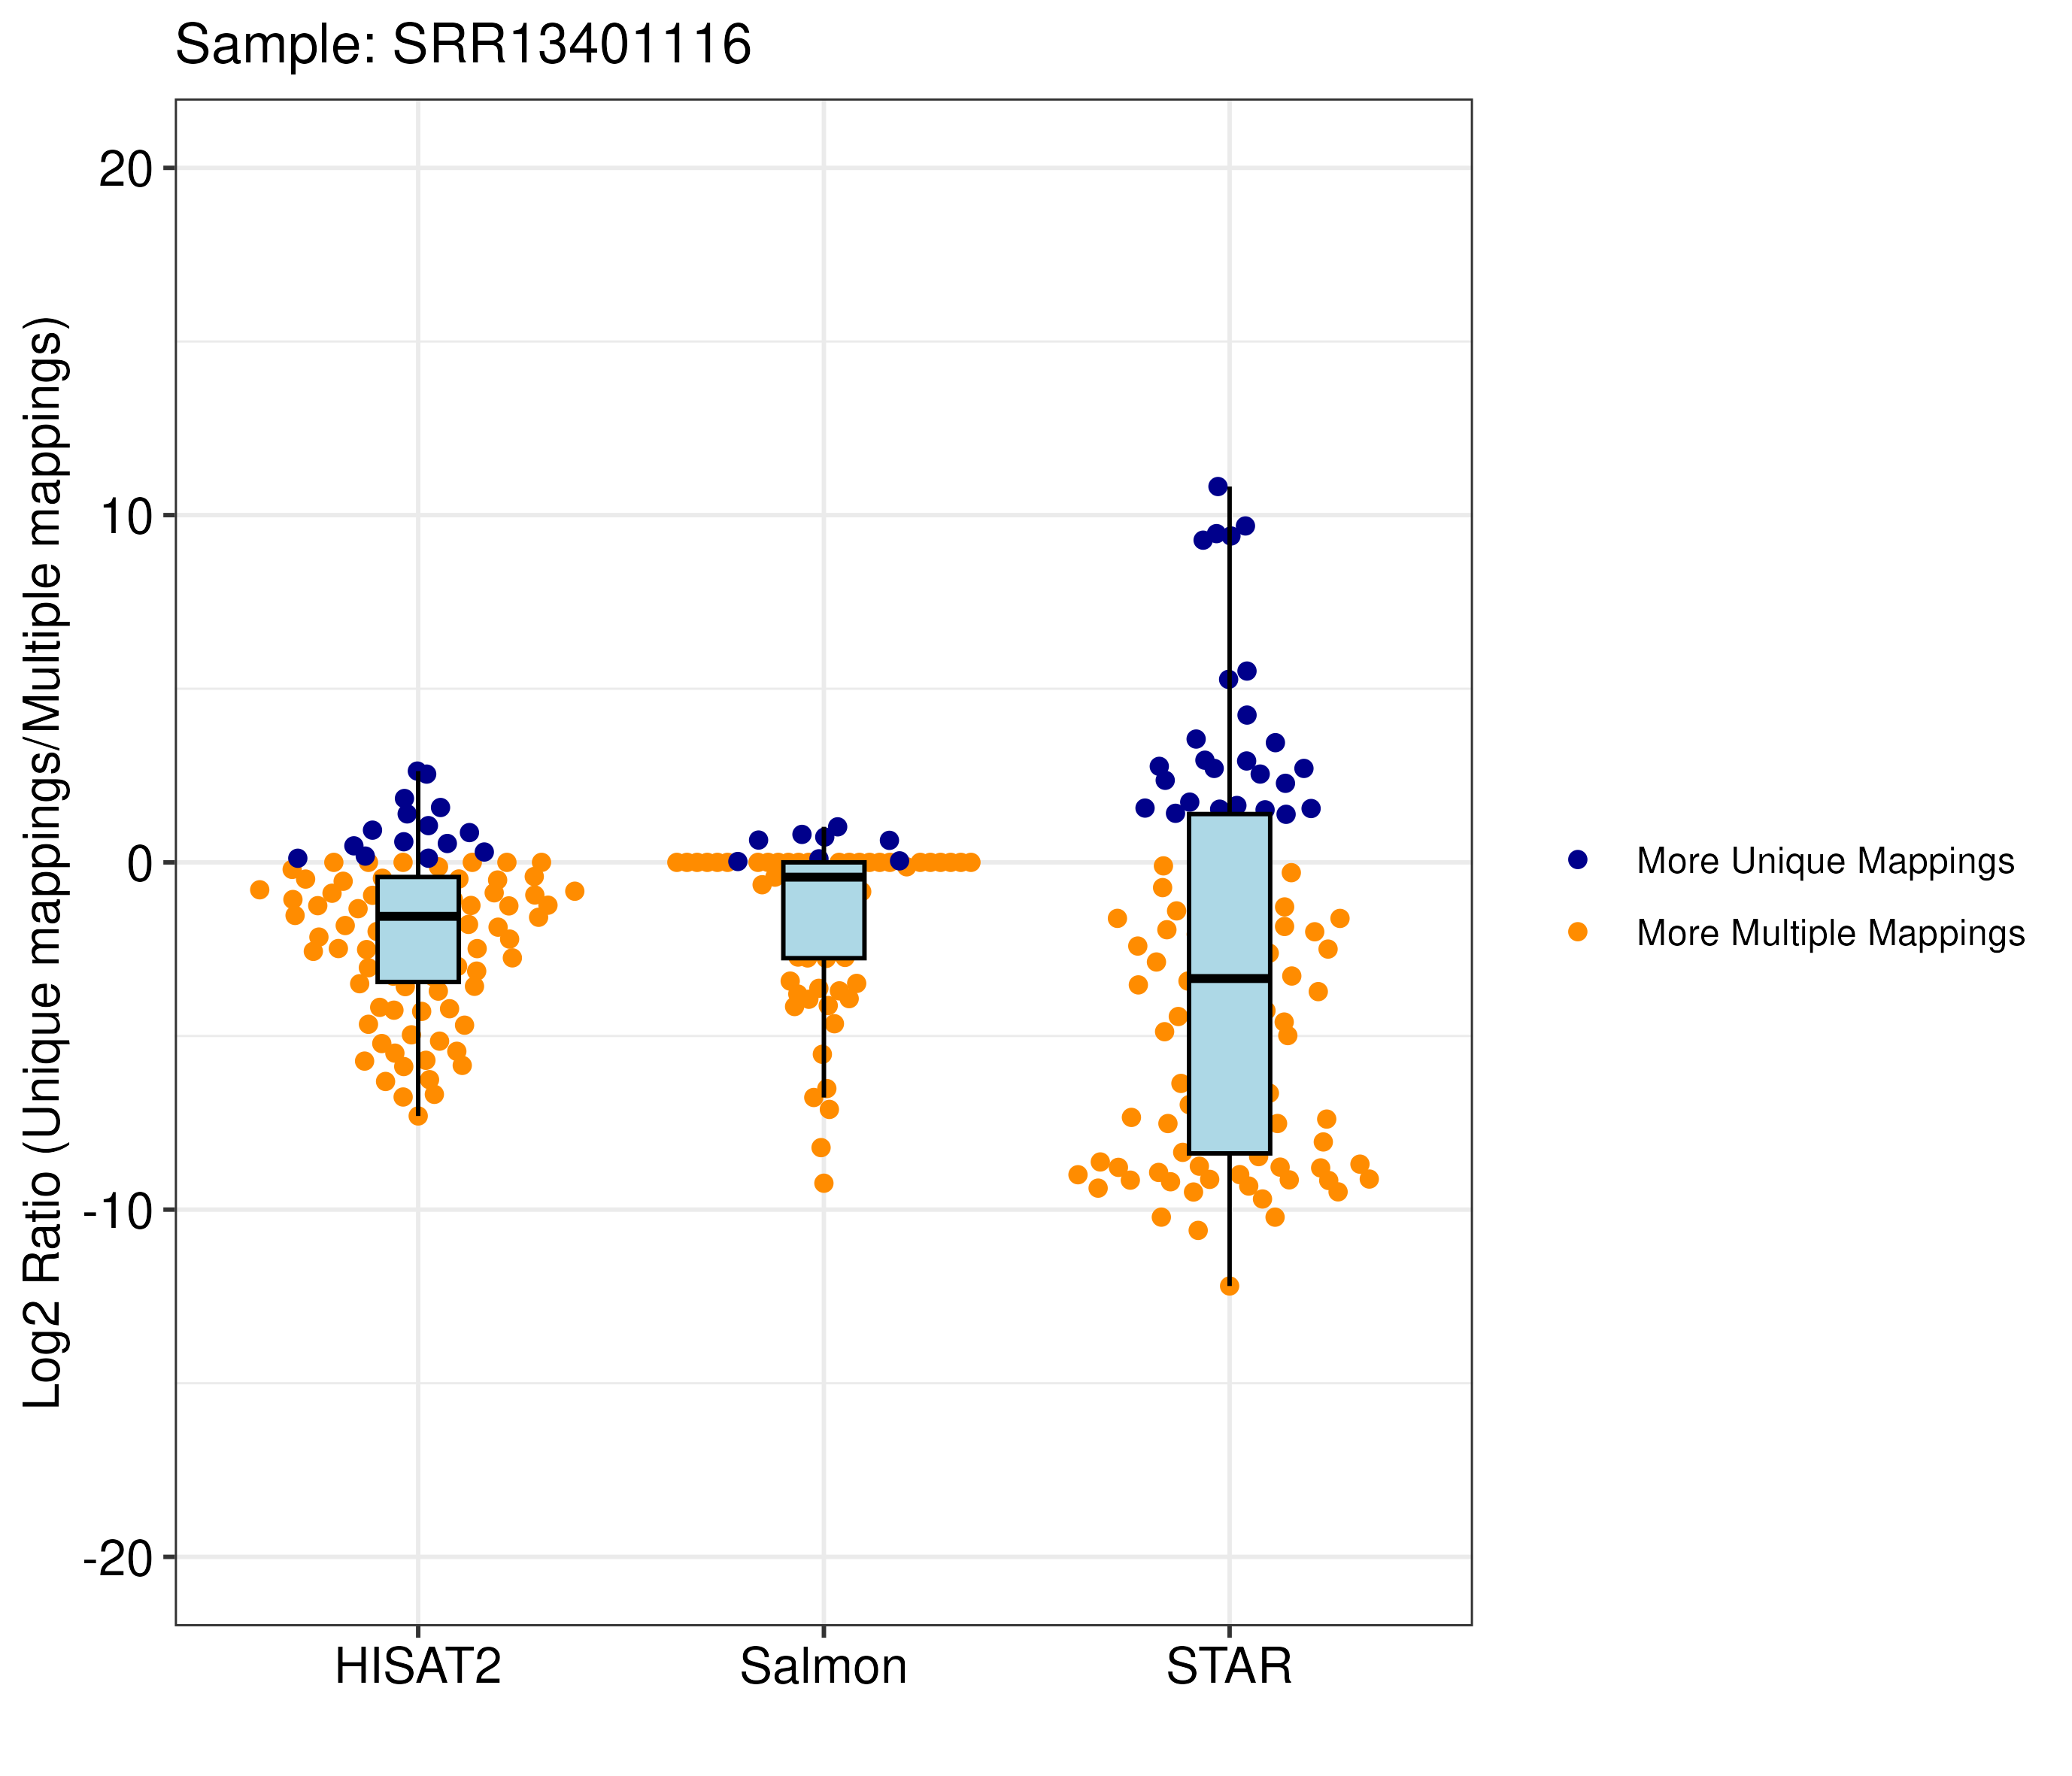 Sample: SRR13401116
Log2 Ratio (Unique mappings/Multiple mappings)
20
10
0
-10
-20
HISAT2
Salmon
STAR
More Unique Mappings
More Multiple Mappings